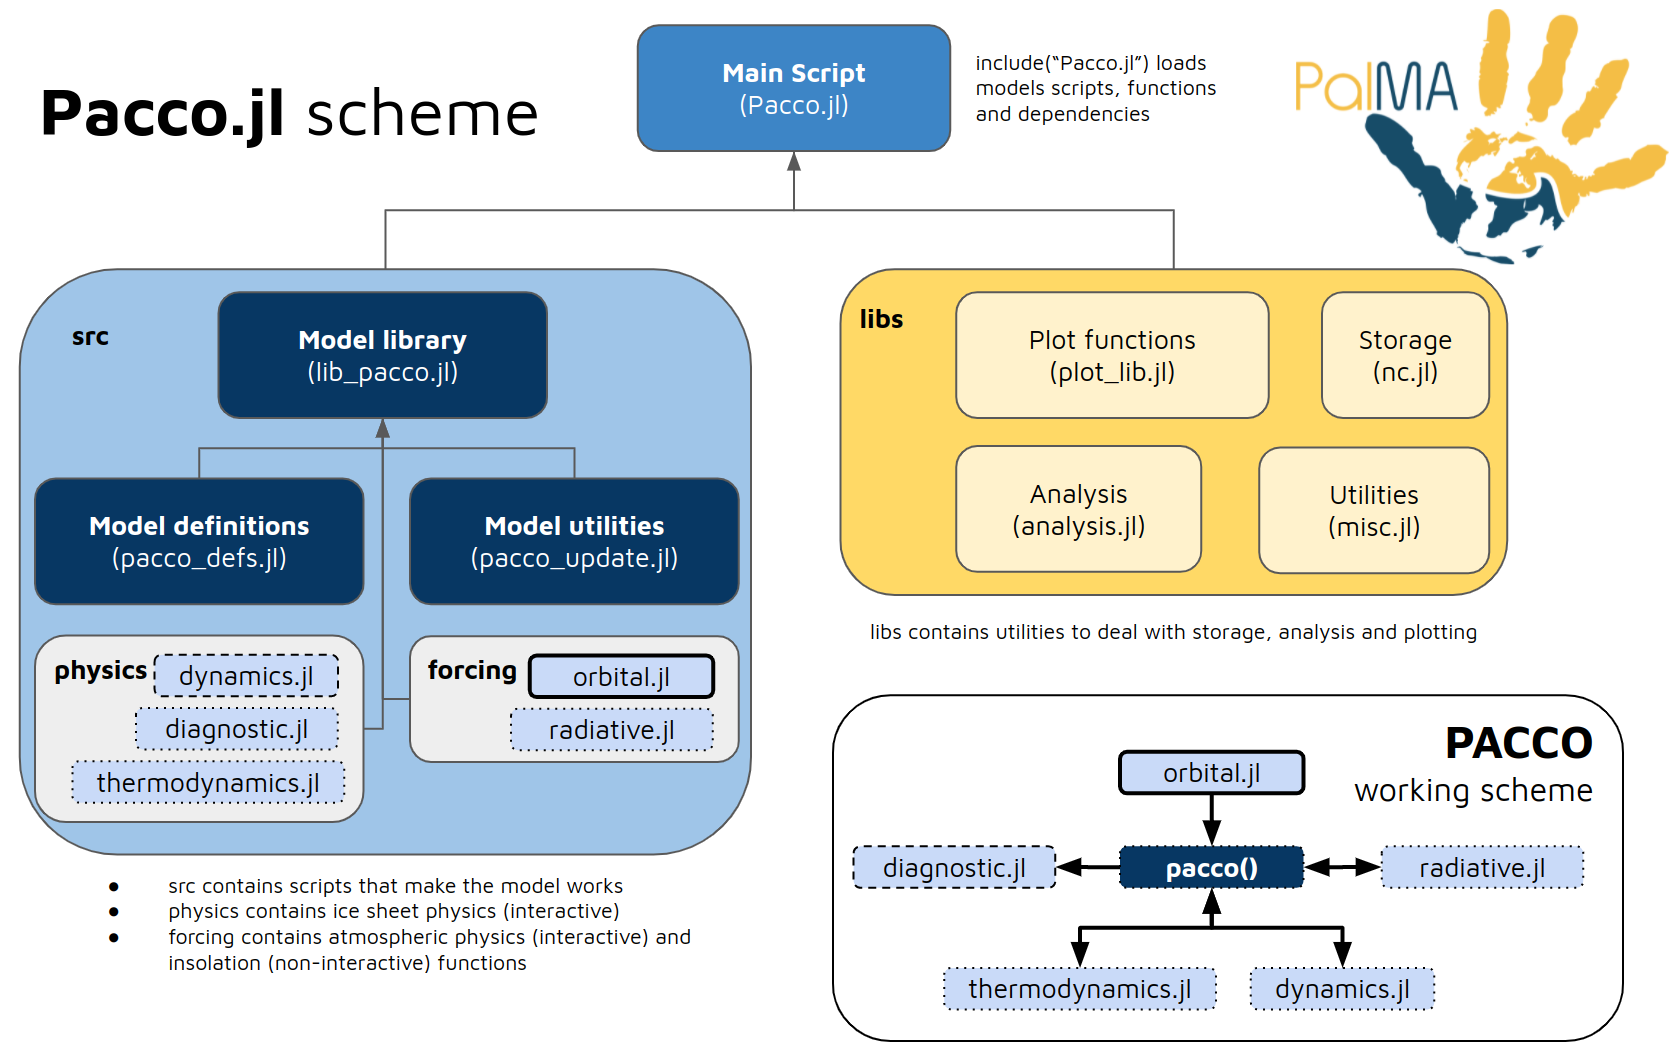 Pacco.jl scheme
Main Script
(Pacco.jl)
include(“Pacco.jl”) loads
models scripts, functions
and dependencies
PalMA
src
Model library
(lib_pacco.jl)
Model definitions
(pacco_defs.jl)
Model utilities
(pacco_update.jl)
physics
dynamics.jl
diagnostic.jl
thermodynamics.jl
forcing
orbital.jl
radiative.jl
● src contains scripts that make the model works
● physics contains ice sheet physics (interactive)
● forcing contains atmospheric physics (interactive) and
insolation (non-interactive) functions
libs
Plot functions
(plot_lib.jl)
Storage
(nc.jl)
Analysis
(analysis.jl)
Utilities
(misc.jl)
libs contains utilities to deal with storage, analysis and plotting
PACCO
working scheme
orbital.jl
diagnostic.jl
pacco()
radiative.jl
thermodynamics.jl
dynamics.jl